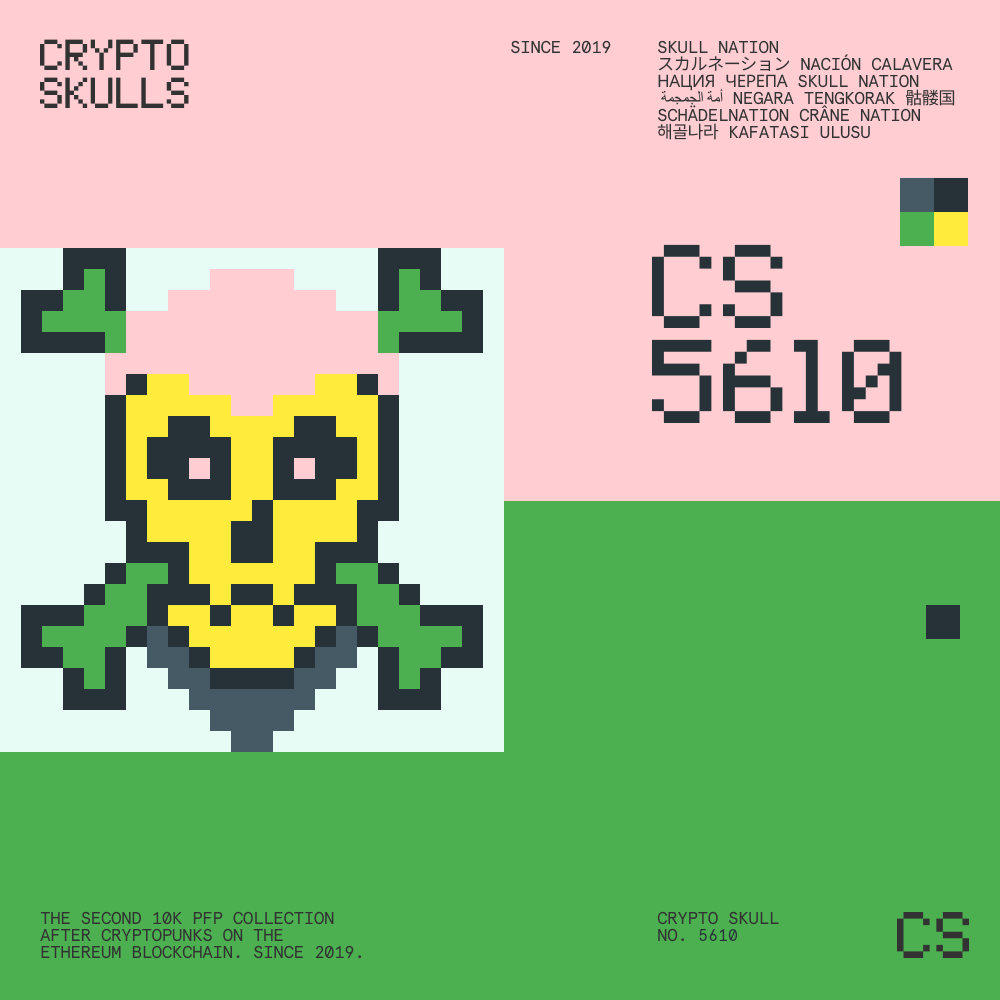 CRYPTO
SKULLS
SINCE 2019
SKULL NATION
スカルネーション NACIÓN CALAVERA
НАЦИЯ ЧЕРЕПА SKULL NATION
أمة الجمجمة NEGARA TENGKORAK 骷髅国
SCHÄDELNATION CRÂNE NATION
해골나라 KAFATASI ULUSU
CS
5610
THE SECOND 10K PFP COLLECTION
AFTER CRYPTOPUNKS ON THE
ETHEREUM BLOCKCHAIN. SINCE 2019.
CRYPTO SKULL
NO. 5610
CS